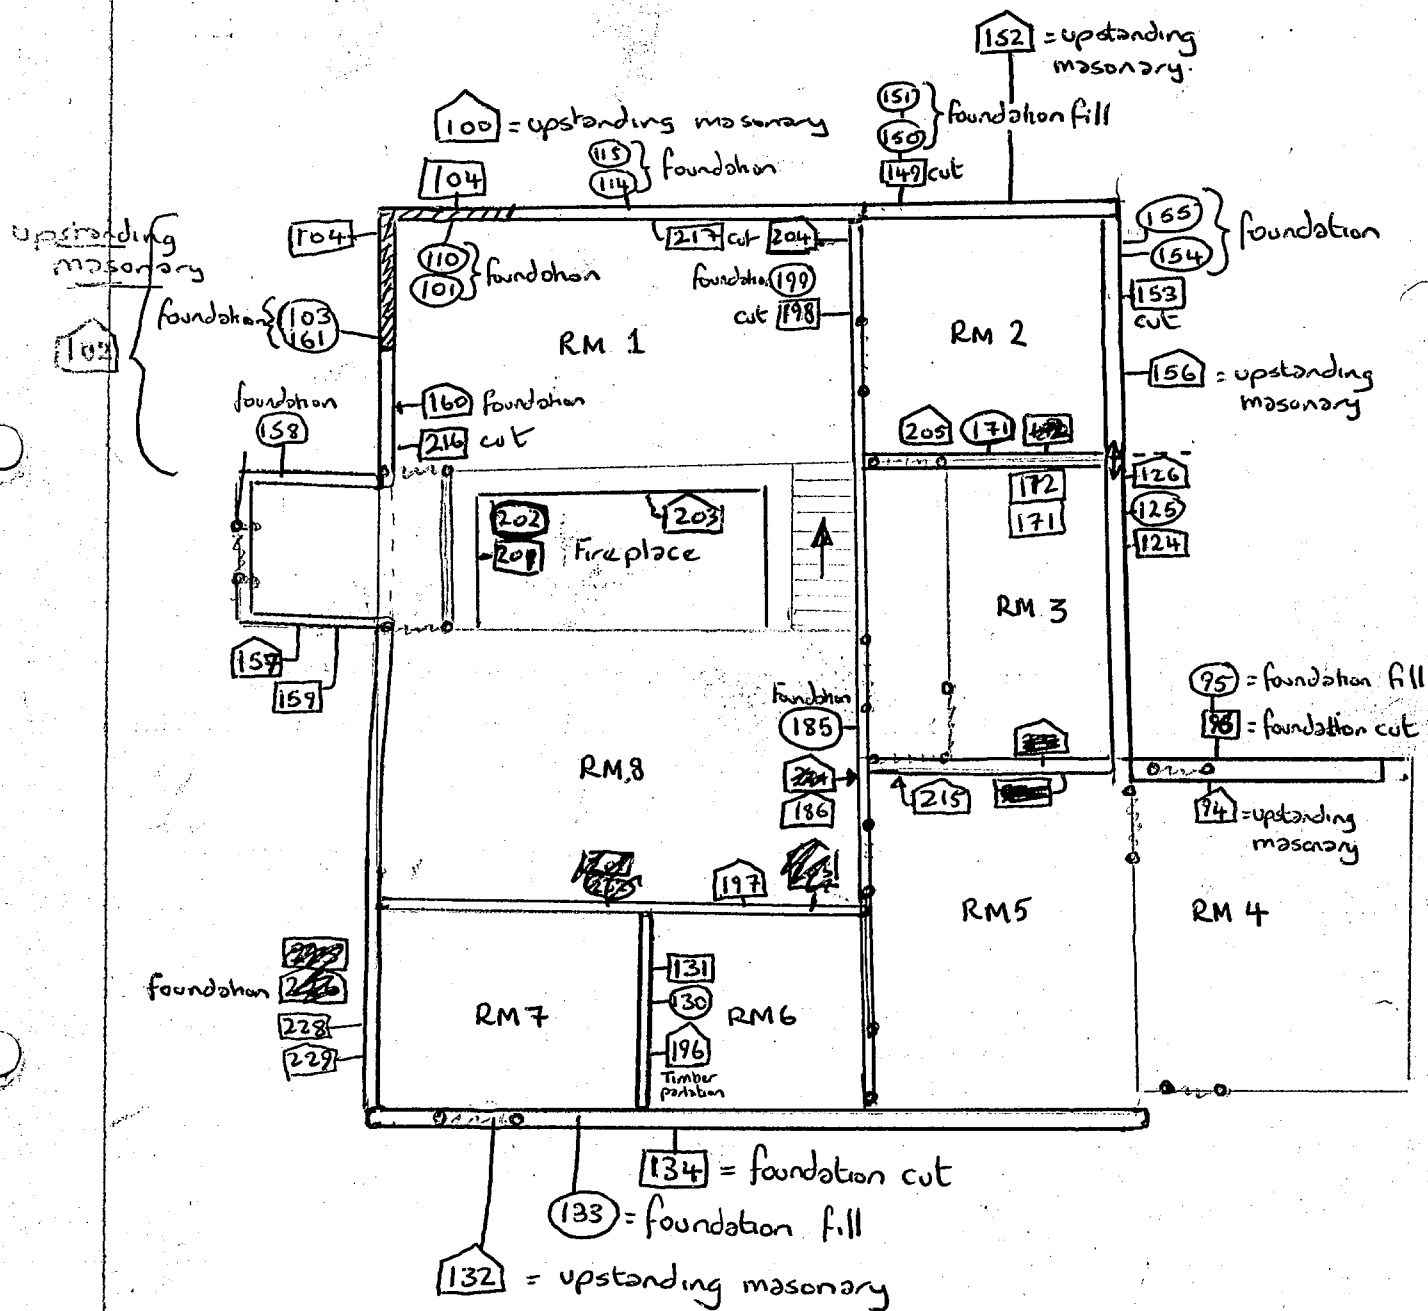 152 = upstanding
masonary.
151
150 } foundation fill
149 cut
100 = upstanding masonary
115
114 } foundation
104
104
upstanding
masonary
102
110
101 } foundation
217 cut
204
foundation 199
cut 198
155
154 } foundation
153
cut
foundation { 103
161
RM 1
RM 2
156 = upstanding
masonary
160 foundation
216 cut
foundation
158
205 171
172
171
126
125
124
202
201
203
Fireplace
RM 3
157
159
95 = foundation fill
96 = foundation cut
foundation
185
186
RM,8
215
94 = upstanding
masonary
197
RM5
RM 4
foundation
228
229
RM7
131
130
196
Timber
partation
RM6
134 = foundation cut
133 = foundation fill
132 = upstanding masonary